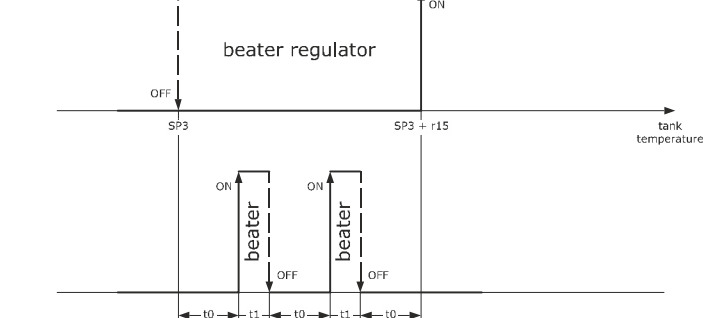 ON
beater regulator
OFF
SP3
SP3 + r15
tank
temperature
ON
beater
OFF
ON
beater
OFF
t0
t1
t0
t1
t0